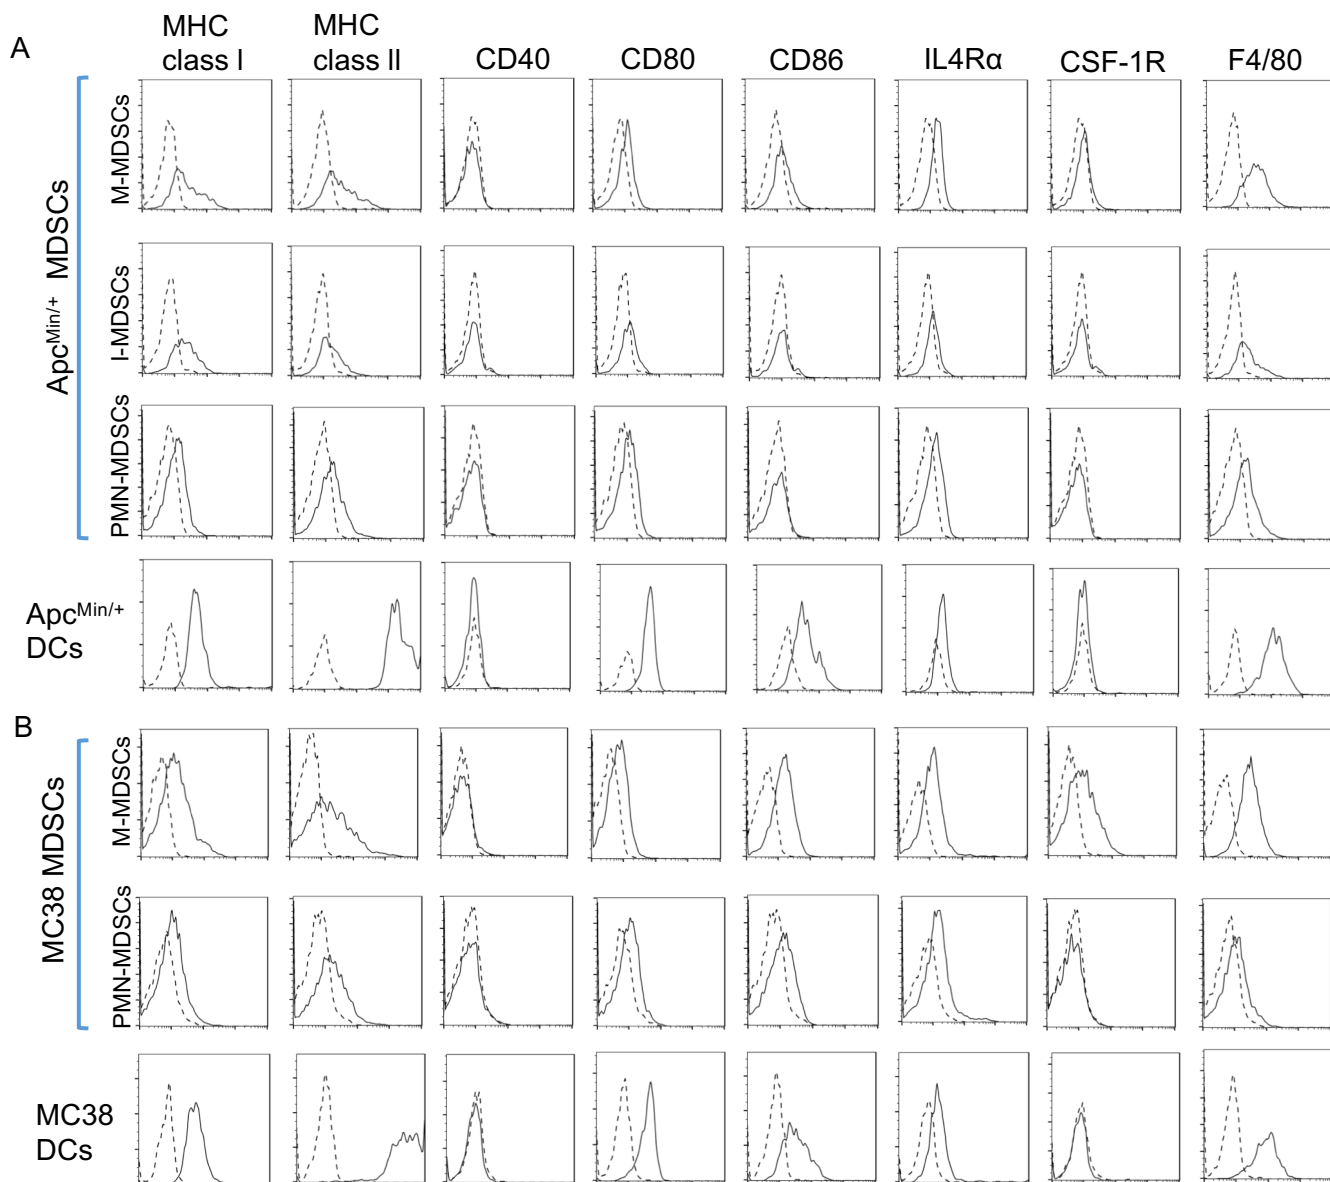 A
MHC class I
MHC class II
CD40
CD80
CD86
IL4Rα
CSF-1R
F4/80
Apc^Min/+ MDSCs
M-MDSCs
I-MDSCs
PMN-MDSCs
Apc^Min/+
DCs
B
MC38 MDSCs
M-MDSCs
PMN-MDSCs
MC38
DCs